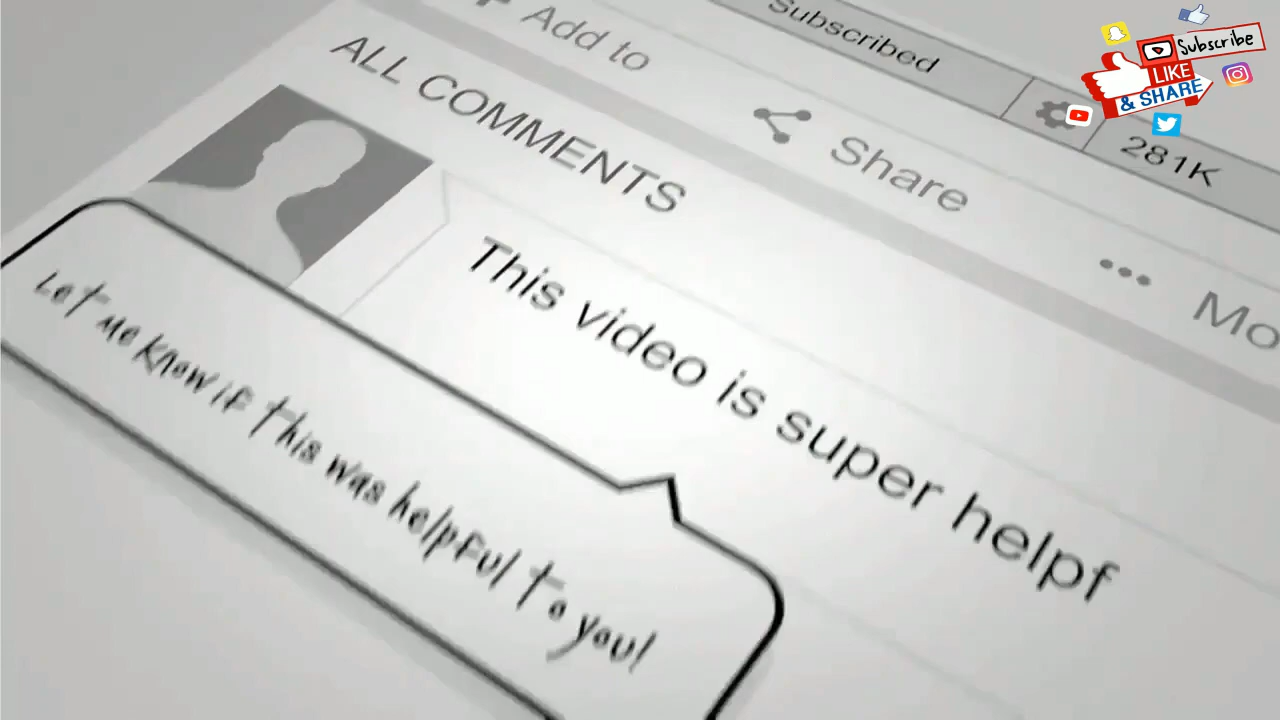 Subscribed
Subscribe
LIKE
& SHARE
Add to
Share
281K
Mo
ALL COMMENTS
This video is super helpf
Let me know if this was helpful to you!